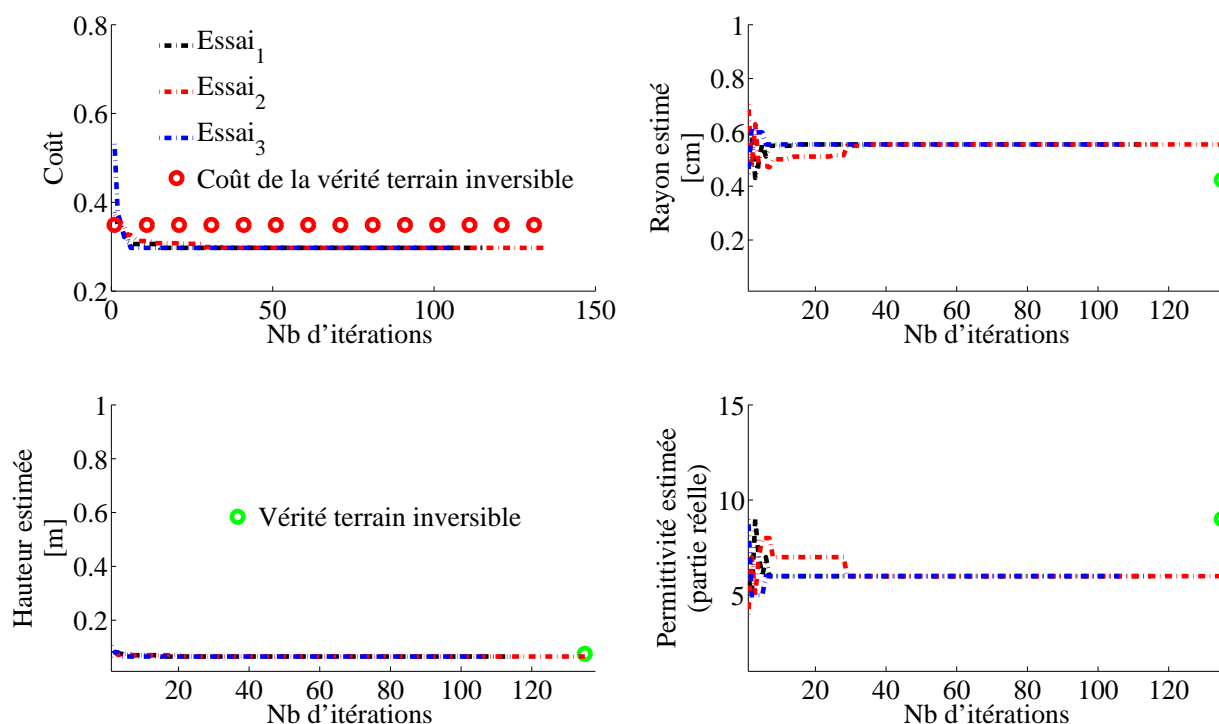 0.8
0.6
0.4
0.2
Coût
Essai1
Essai2
Essai3
Coût de la vérité terrain inversible
0 50 100 150
Nb d’itérations
1
0.8
0.6
0.4
0.2
Rayon estimé
[cm]
20 40 60 80 100 120
Nb d’itérations
1
0.8
0.6
0.4
0.2
Hauteur estimée
[m]
Vérité terrain inversible
20 40 60 80 100 120
Nb d’itérations
15
10
5
Permittivité estimée
(partie réelle)
20 40 60 80 100 120
Nb d’itérations